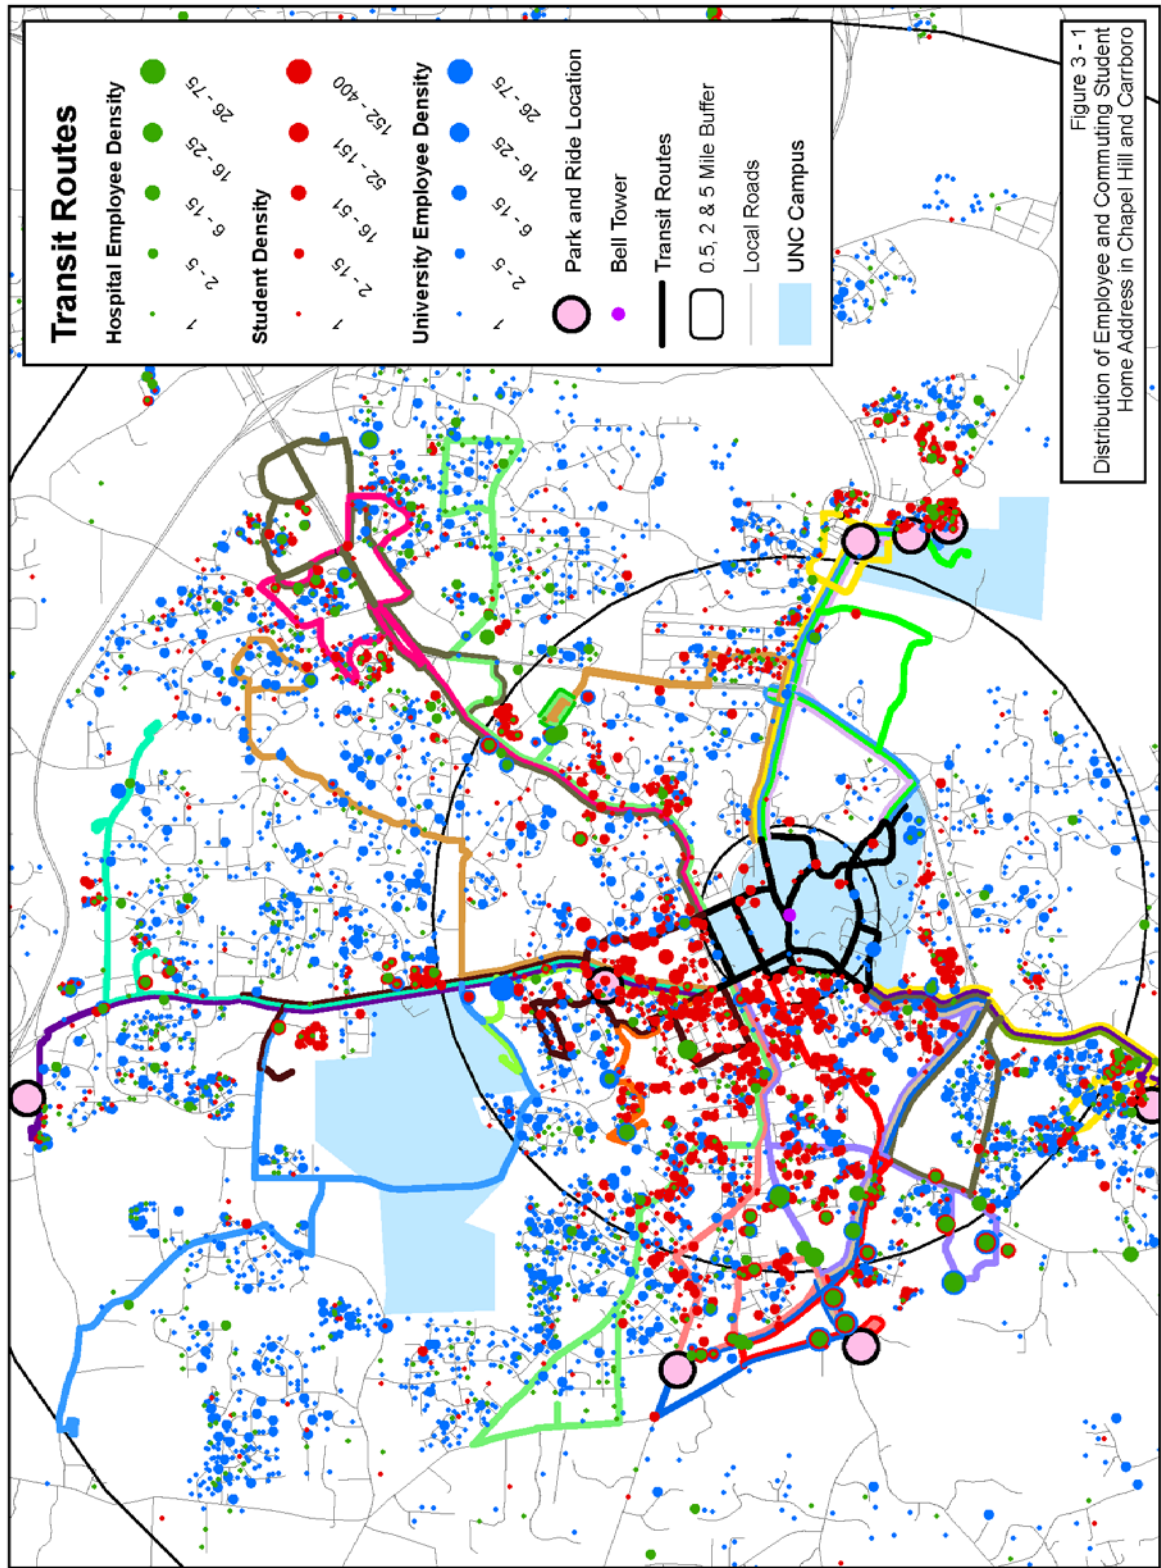 Transit Routes
Hospital Employee Density
1
2 - 5
6 - 15
16 - 25
26 - 75
Student Density
1
2 - 15
16 - 51
52 - 151
152 - 400
University Employee Density
1
2 - 5
6 - 15
16 - 25
26 - 75
Park and Ride Location
Bell Tower
Transit Routes
0.5, 2 & 5 Mile Buffer
Local Roads
UNC Campus
Figure 3 - 1
Distribution of Employee and Commuting Student
Home Address in Chapel Hill and Carrboro